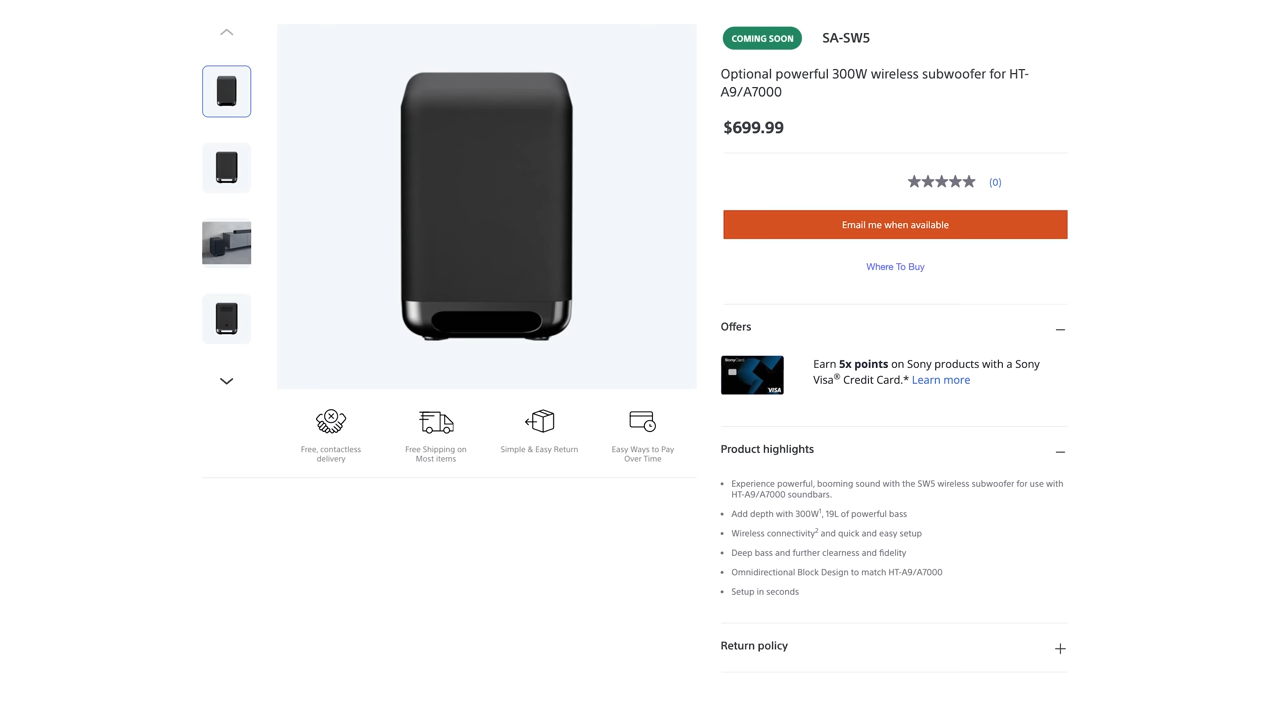 COMING SOON
SA-SW5
Optional powerful 300W wireless subwoofer for HT-
A9/A7000
$699.99
(0)
Email me when available
Where To Buy
Offers
SonyCard
VISA
Earn 5x points on Sony products with a Sony
Visa® Credit Card.* Learn more
Free, contactless
delivery
Free Shipping on
Most items
Simple & Easy Return
Easy Ways to Pay
Over Time
Product highlights
Experience powerful, booming sound with the SW5 wireless subwoofer for use with
HT-A9/A7000 soundbars.
Add depth with 300W¹, 19L of powerful bass
Wireless connectivity² and quick and easy setup
Deep bass and further clearness and fidelity
Omnidirectional Block Design to match HT-A9/A7000
Setup in seconds
Return policy